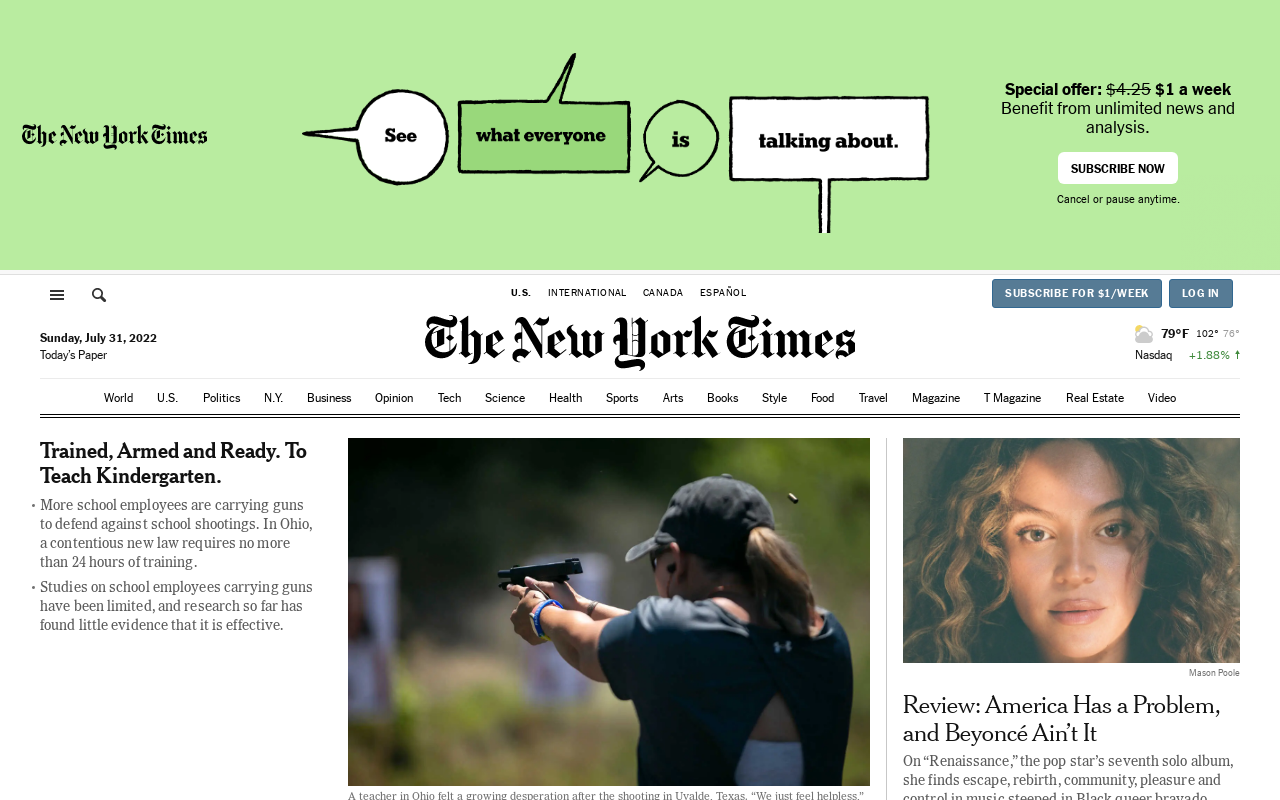 The New York Times
See
what everyone
is
talking about.
Special offer: $4.25 $1 a week
Benefit from unlimited news and
analysis.
SUBSCRIBE NOW
Cancel or pause anytime.
U.S. INTERNATIONAL CANADA ESPAÑOL
SUBSCRIBE FOR $1/WEEK LOG IN
Sunday, July 31, 2022
Today's Paper
The New York Times
79°F 102° 76°
Nasdaq +1.88% ↑
World U.S. Politics N.Y. Business Opinion Tech Science Health Sports Arts Books Style Food Travel Magazine T Magazine Real Estate Video
Trained, Armed and Ready. To
Teach Kindergarten.
• More school employees are carrying guns
to defend against school shootings. In Ohio,
a contentious new law requires no more
than 24 hours of training.
• Studies on school employees carrying guns
have been limited, and research so far has
found little evidence that it is effective.
A teacher in Ohio felt a growing desperation after the shooting in Uvalde, Texas. “We just feel helpless.”
Mason Poole
Review: America Has a Problem,
and Beyoncé Ain’t It
On “Renaissance,” the pop star’s seventh solo album,
she finds escape, rebirth, community, pleasure and
control in music steeped in Black queer bravado.